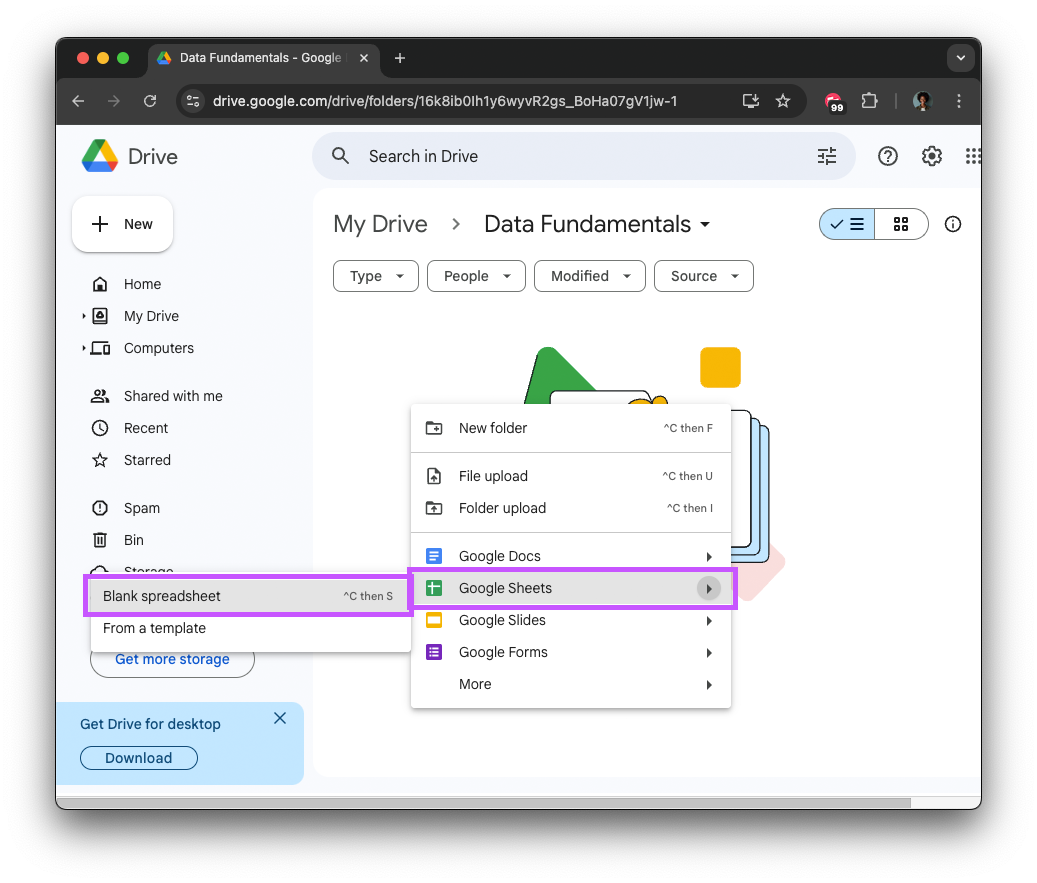 Data Fundamentals - Google
drive.google.com/drive/folders/16k8ib0Ih1y6wyvR2gs_BoHa07gV1jw-1
99
Drive
Search in Drive
New
My Drive
Data Fundamentals
Type
People
Modified
Source
Home
My Drive
Computers
Shared with me
Recent
Starred
Spam
Bin
Storage
New folder ^C then F
File upload ^C then U
Folder upload ^C then I
Google Docs
Google Sheets
Google Slides
Google Forms
More
Blank spreadsheet ^C then S
From a template
Get more storage
Get Drive for desktop
Download